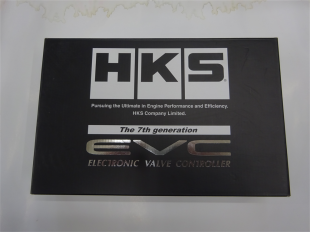 HKS
Pursuing the Ultimate in Engine Performance and Efficiency.
HKS Company Limited.
The 7th generation
EVC
ELECTRONIC VALVE CONTROLLER